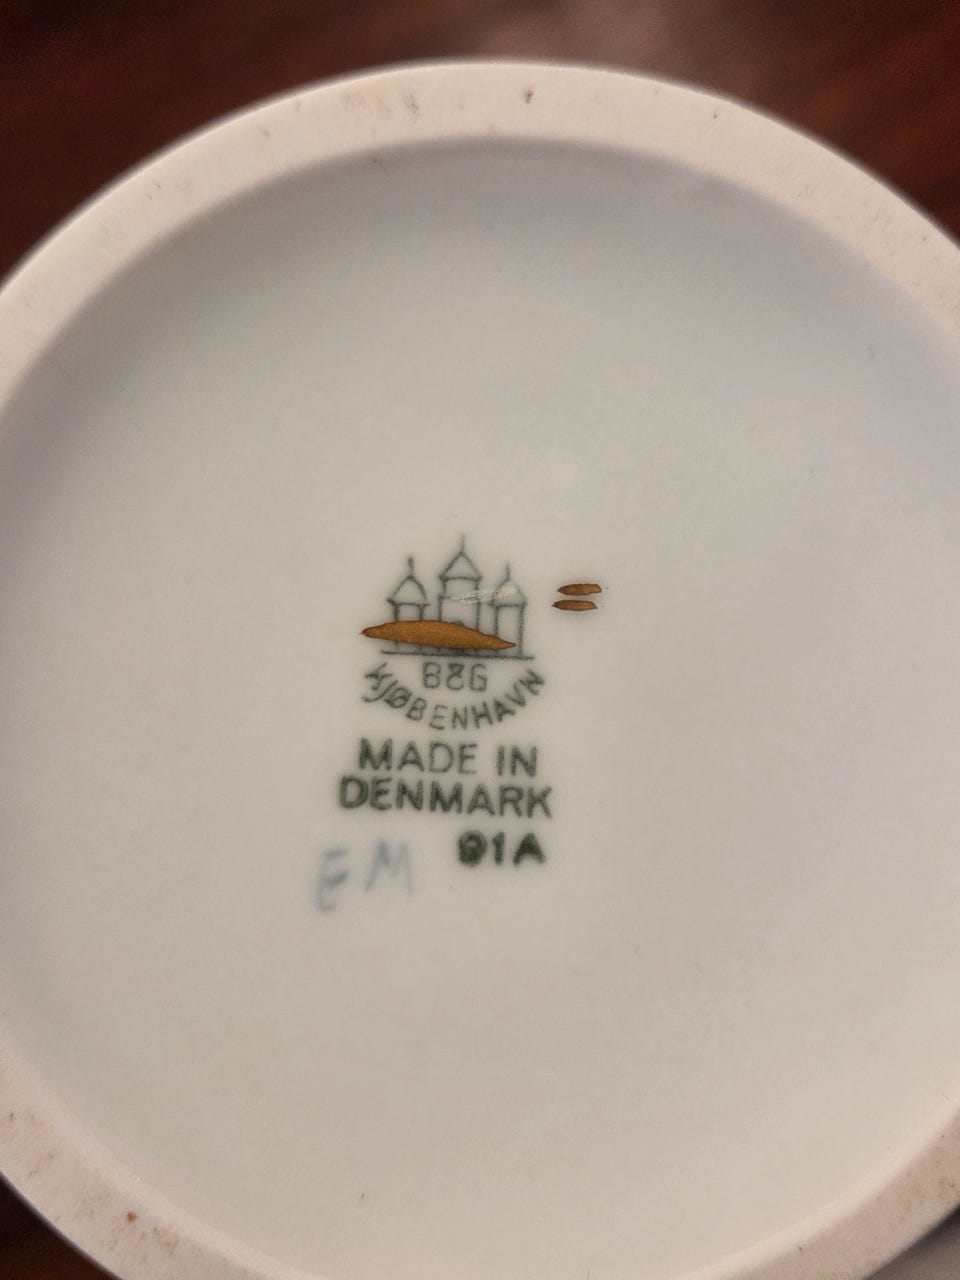 B&G
KJØBENHAVN
MADE IN
DENMARK
91A
EM